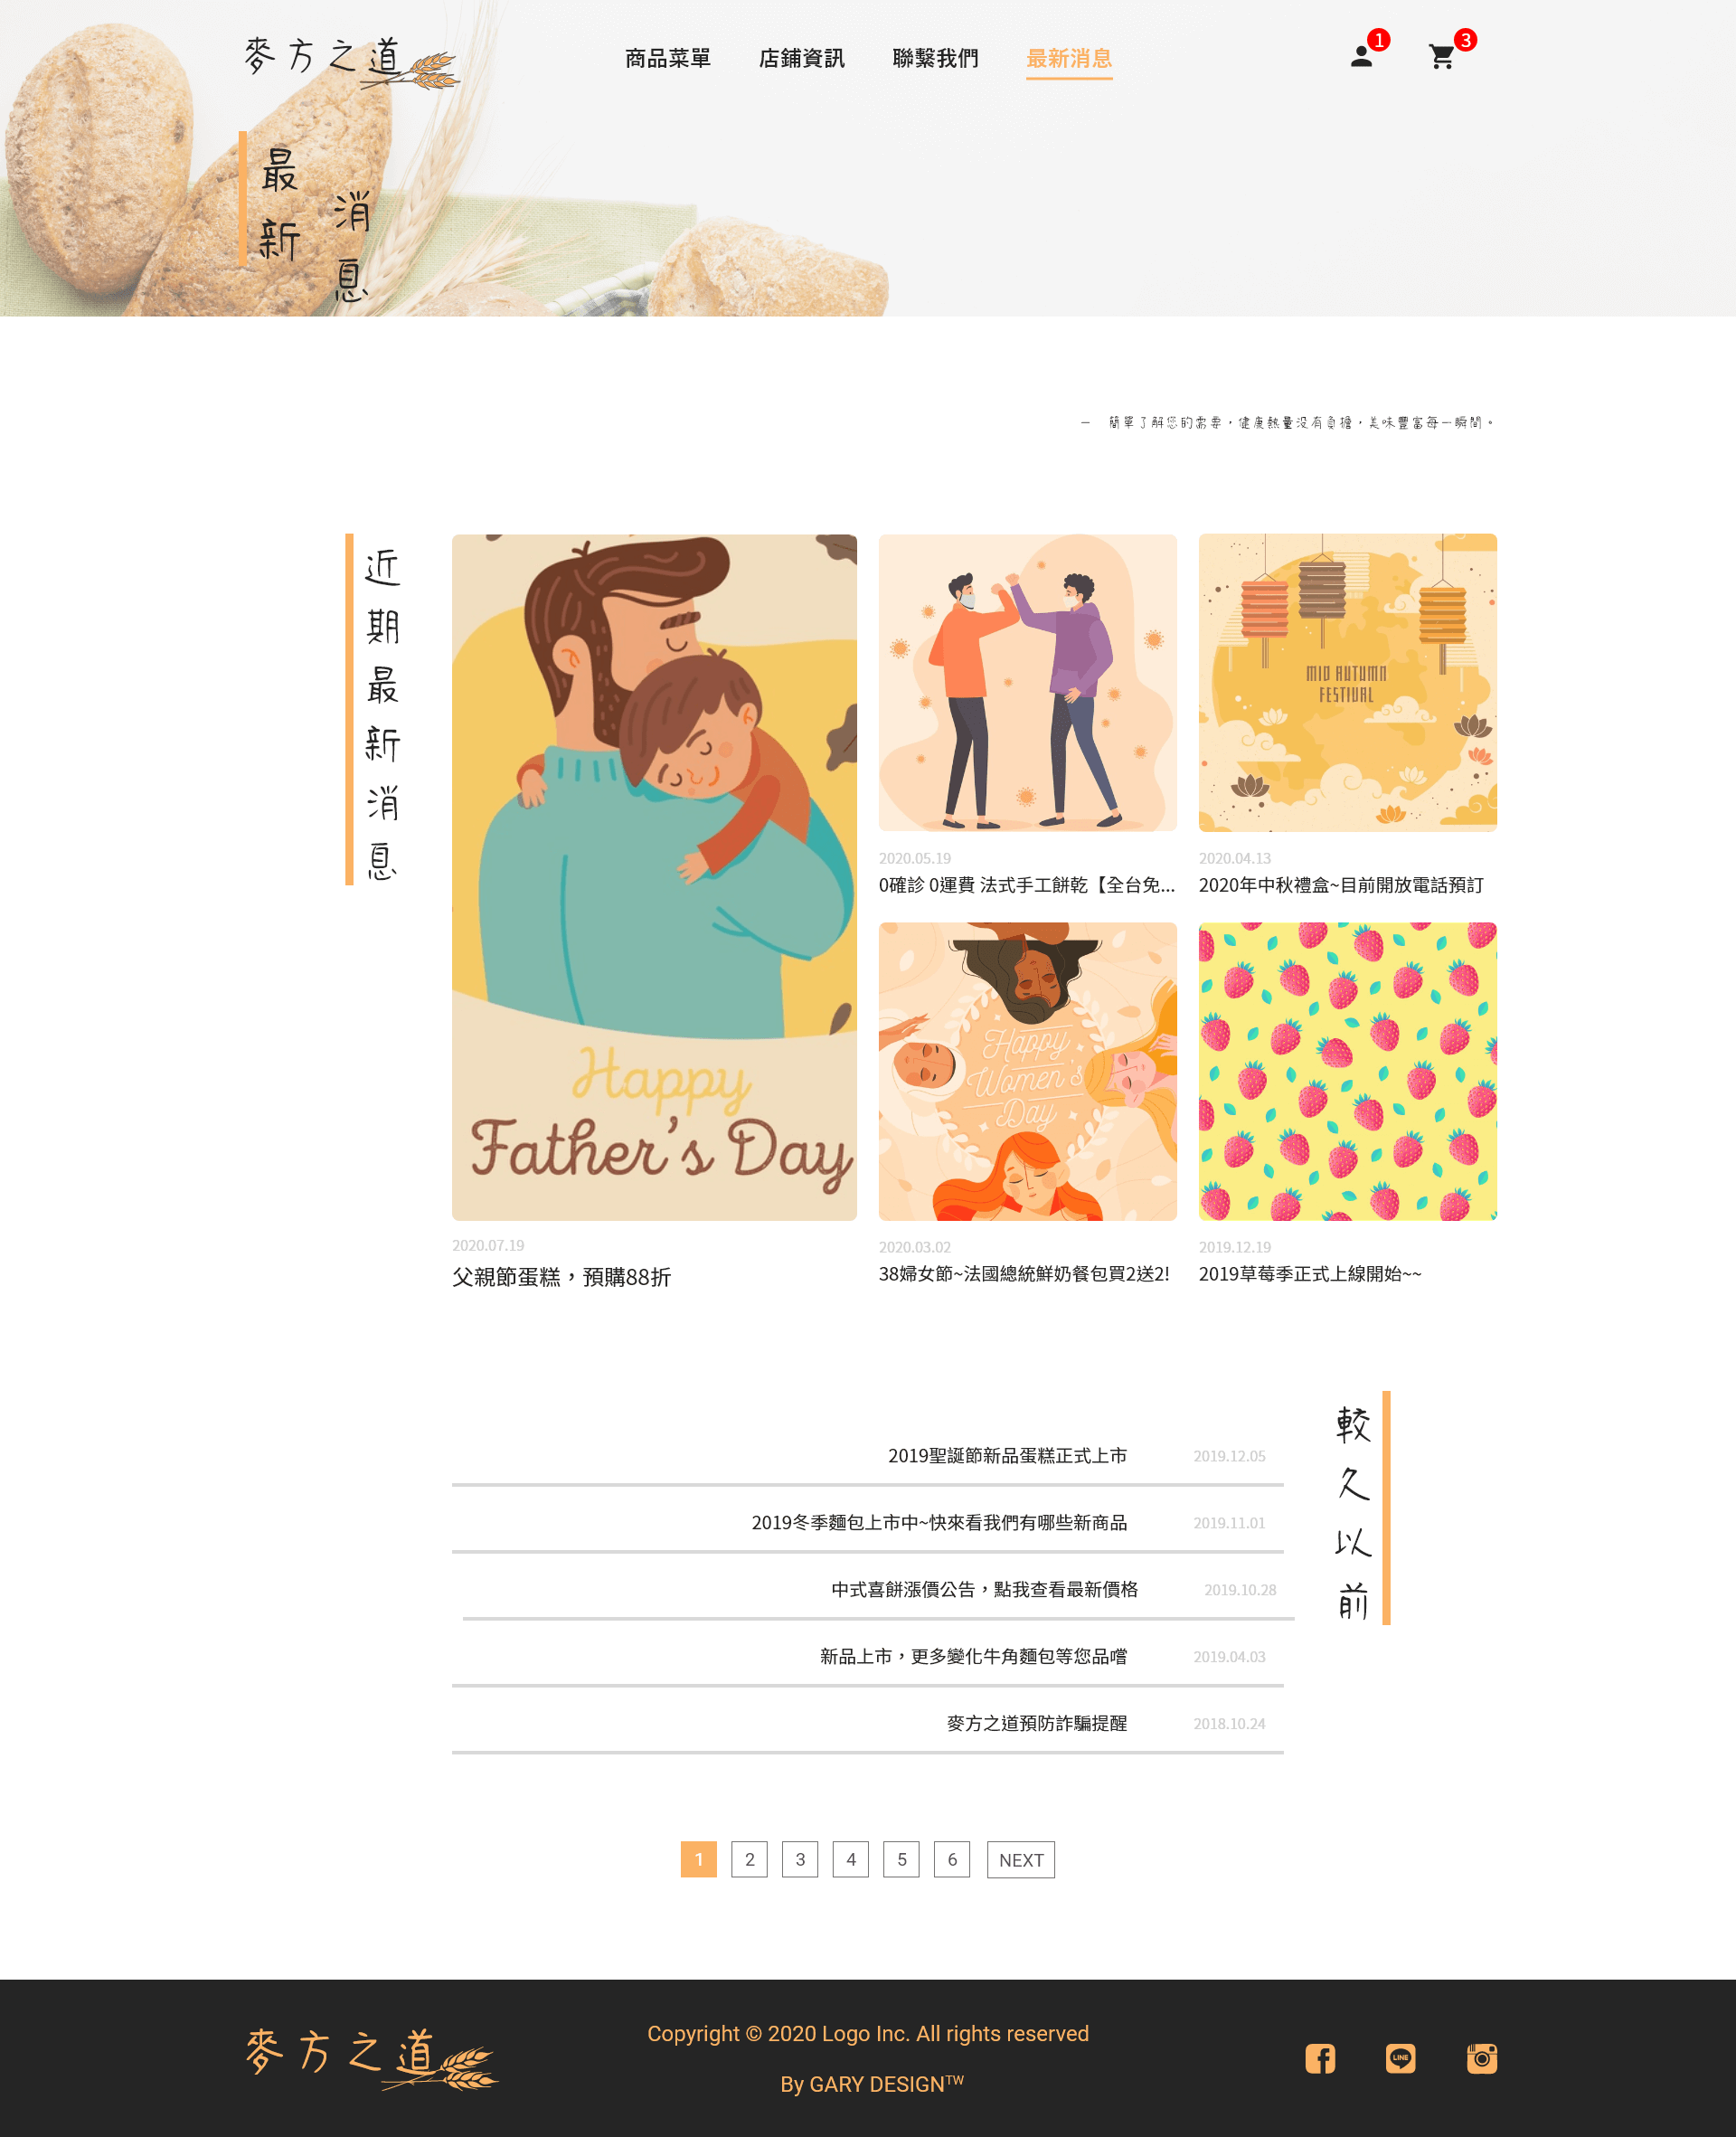 麥方之道
商品菜單
店鋪資訊
聯繫我們
最新消息
1
3
最新
消息
— 簡單了解您的需要，健康熱量沒有負擔，美味豐富每一瞬間。
近期最新消息
MID AUTUMN
FESTIVAL
2020.05.19
0確診 0運費 法式手工餅乾【全台免...
2020.04.13
2020年中秋禮盒~目前開放電話預訂
Happy
Father's Day
Happy
Women's
Day
2020.07.19
父親節蛋糕，預購88折
2020.03.02
38婦女節~法國總統鮮奶餐包買2送2!
2019.12.19
2019草莓季正式上線開始~~
較久以前
2019聖誕節新品蛋糕正式上市 2019.12.05
2019冬季麵包上市中~快來看我們有哪些新商品 2019.11.01
中式喜餅漲價公告，點我查看最新價格 2019.10.28
新品上市，更多變化牛角麵包等您品嚐 2019.04.03
麥方之道預防詐騙提醒 2018.10.24
1 2 3 4 5 6 NEXT
麥方之道
Copyright © 2020 Logo Inc. All rights reserved
By GARY DESIGNTW
LINE